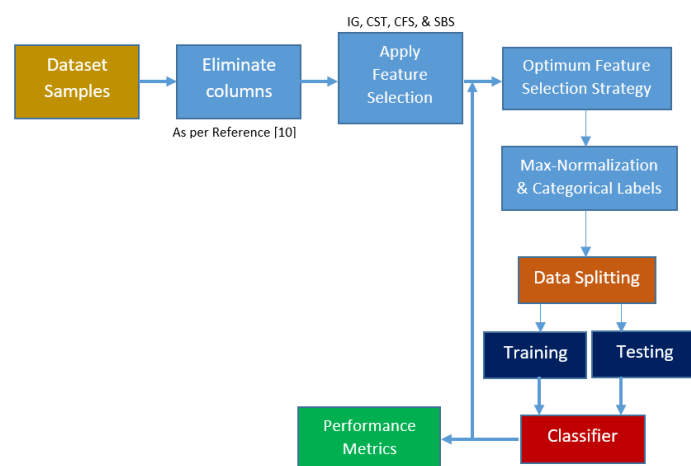 IG, CST, CFS, & SBS
Dataset
Samples
Eliminate
columns
Apply
Feature
Selection
Optimum Feature
Selection Strategy
As per Reference [10]
Max-Normalization
& Categorical Labels
Data Splitting
Training
Testing
Performance
Metrics
Classifier